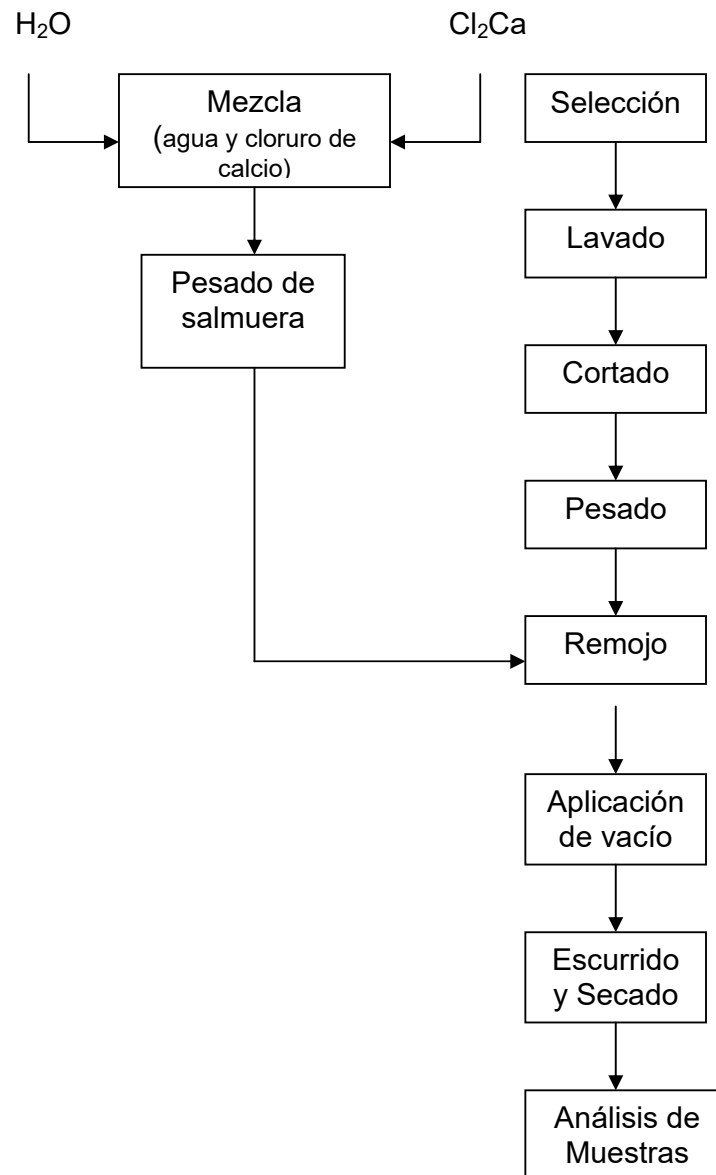 H₂O
Cl₂Ca
Mezcla
(agua y cloruro de
calcio)
Selección
Lavado
Pesado de
salmuera
Cortado
Pesado
Remojo
Aplicación
de vacío
Escurrido
y Secado
Análisis de
Muestras